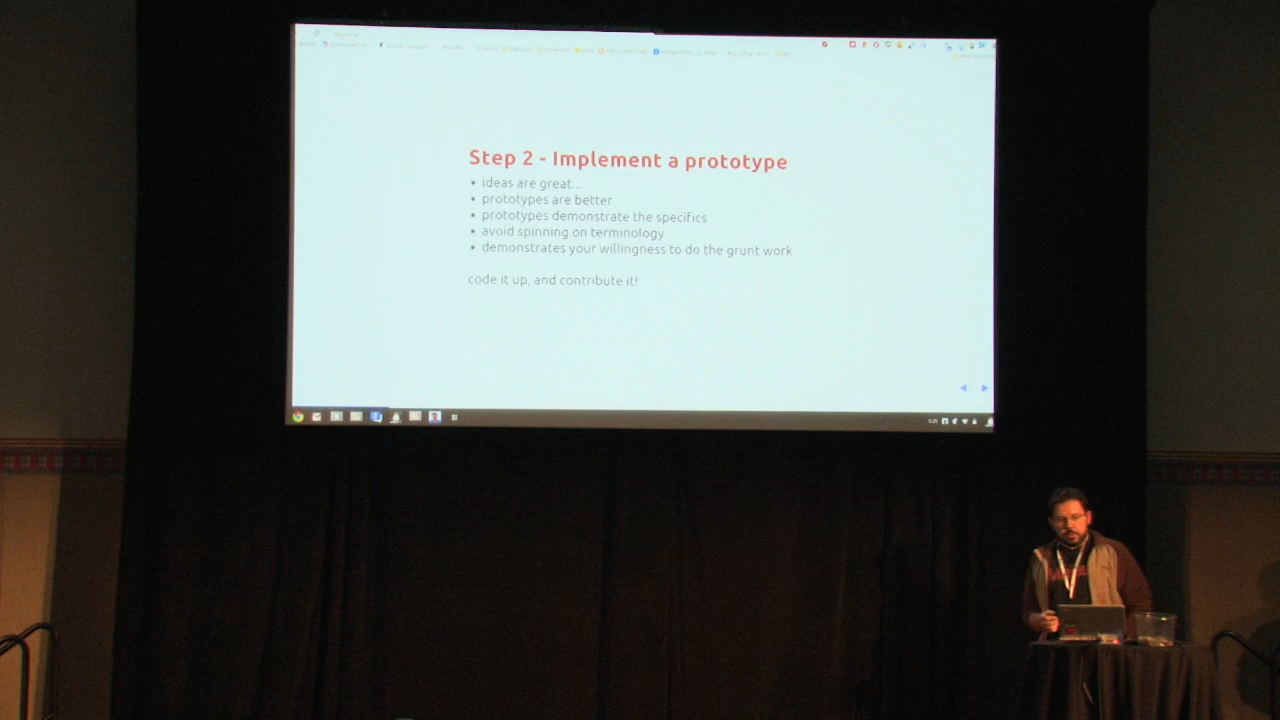 Step 2 - Implement a prototype
• ideas are great...
• prototypes are better
• prototypes demonstrate the specifics
• avoid spinning on terminology
• demonstrates your willingness to do the grunt work
code it up, and contribute it!